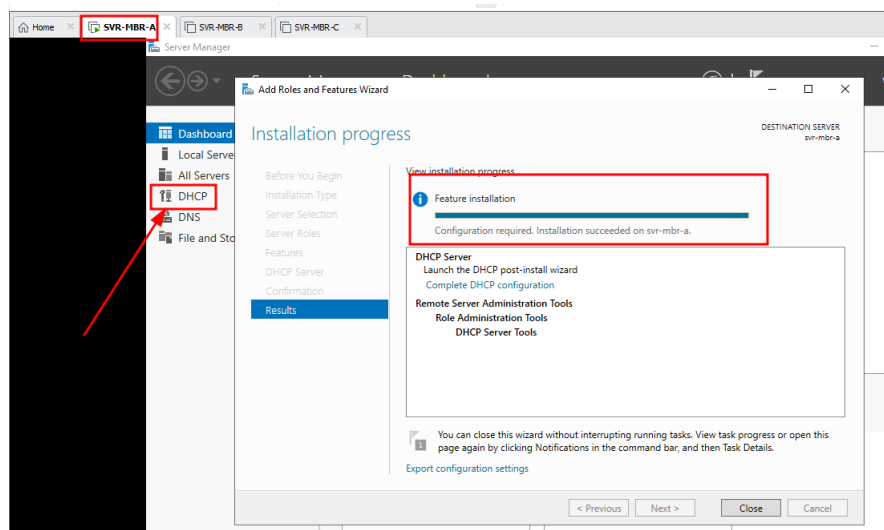 Home
SVR-MBR-A
SVR-MBR-B
SVR-MBR-C
Server Manager
Add Roles and Features Wizard
Installation progress
DESTINATION SERVER
svr-mbr-a
Dashboard
Local Serve
All Servers
DHCP
DNS
File and Sto
Before You Begin
Installation Type
Server Selection
Server Roles
Features
DHCP Server
Confirmation
Results
View installation progress
Feature installation
Configuration required. Installation succeeded on svr-mbr-a.
DHCP Server
Launch the DHCP post-install wizard
Complete DHCP configuration
Remote Server Administration Tools
Role Administration Tools
DHCP Server Tools
1
You can close this wizard without interrupting running tasks. View task progress or open this
page again by clicking Notifications in the command bar, and then Task Details.
Export configuration settings
< Previous
Next >
Close
Cancel